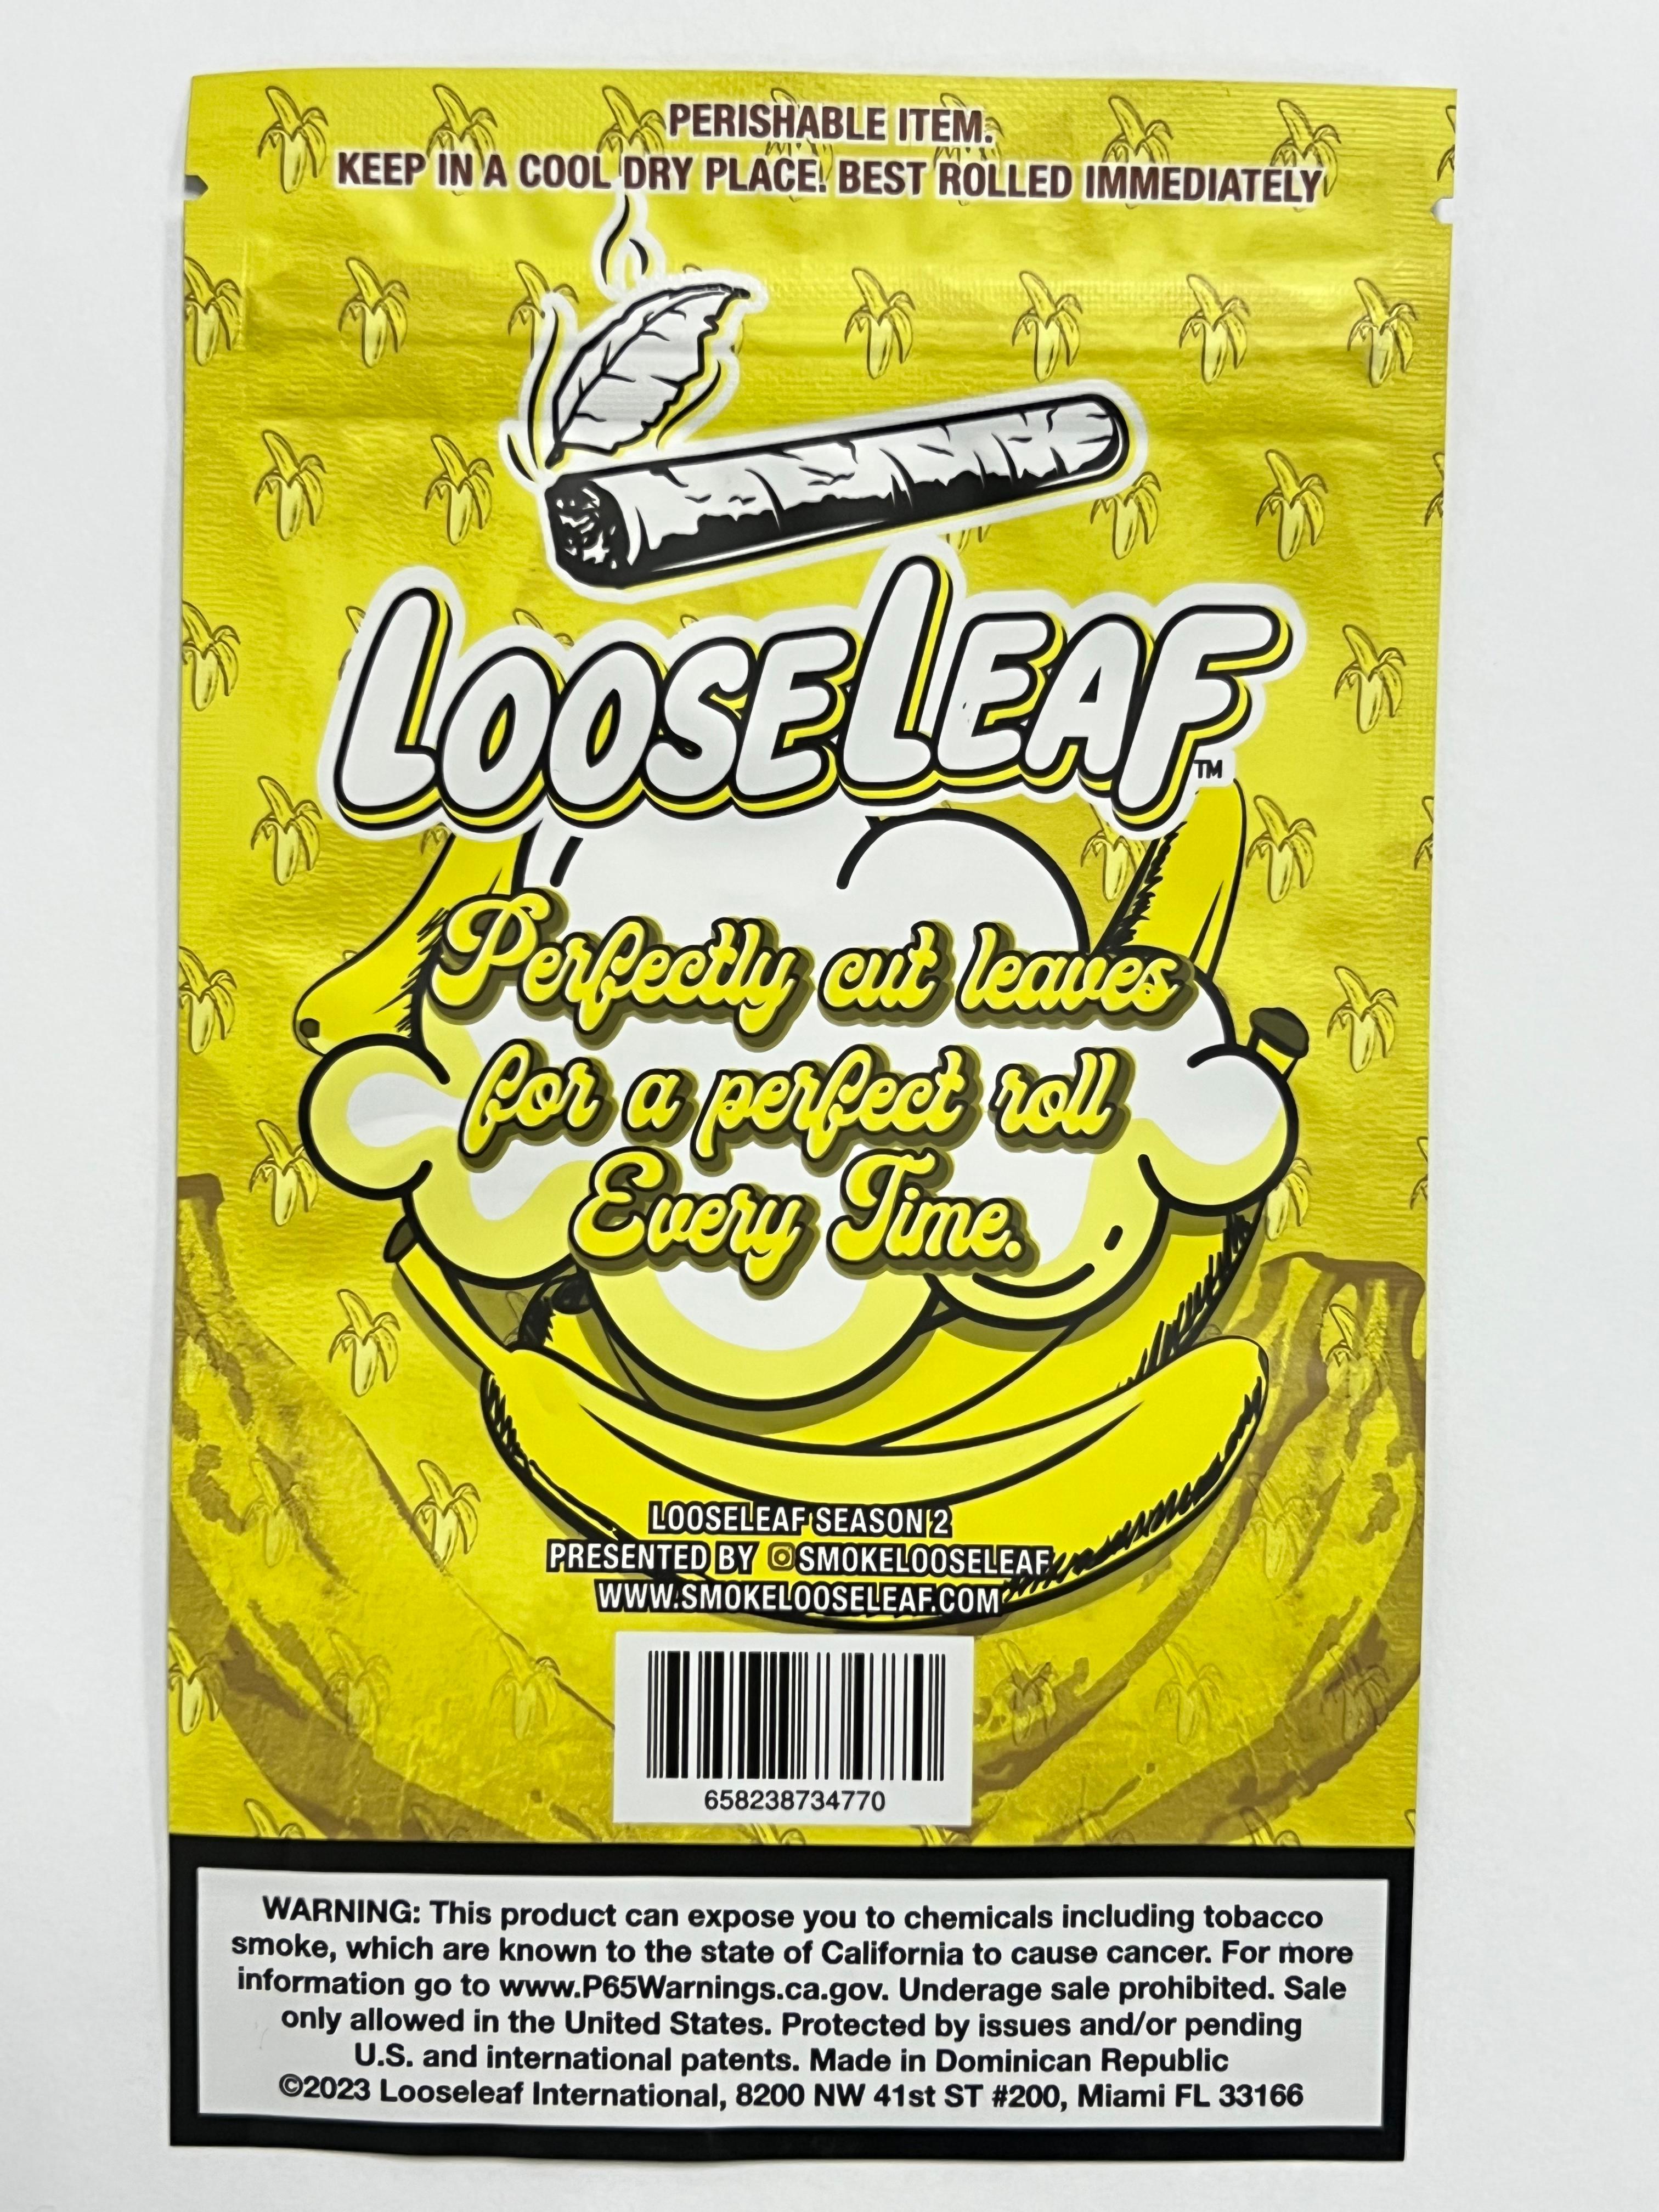 PERISHABLE ITEM.
KEEP IN A COOL DRY PLACE. BEST ROLLED IMMEDIATELY
LOOSELEAF™
Perfectly cut leaves
for a perfect roll
Every Time.
LOOSELEAF SEASON 2
PRESENTED BY SMOKELOOSELEAF
WWW.SMOKELOOSELEAF.COM
658238734770
WARNING: This product can expose you to chemicals including tobacco
smoke, which are known to the state of California to cause cancer. For more
information go to www.P65Warnings.ca.gov. Underage sale prohibited. Sale
only allowed in the United States. Protected by issues and/or pending
U.S. and international patents. Made in Dominican Republic
©2023 Looseleaf International, 8200 NW 41st ST #200, Miami FL 33166